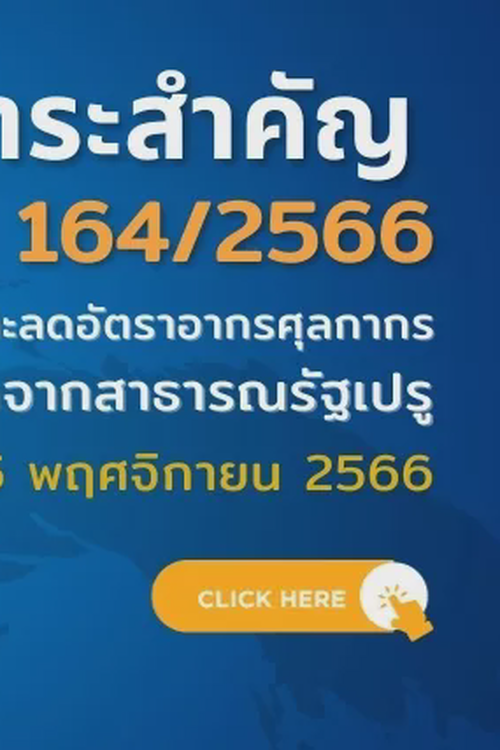 าระสำคัญ
164/2566
ะลดอัตราอากรศุลกากร
จากสาธารณรัฐเปรู
พฤศจิกายน 2566
CLICK HERE